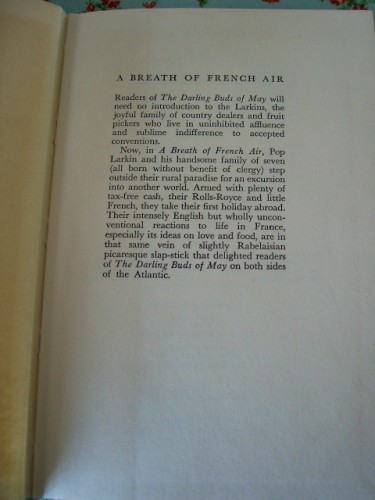 A BREATH OF FRENCH AIR
Readers of The Darling Buds of May will
need no introduction to the Larkins, the
joyful family of country dealers and fruit
pickers who live in uninhibited affluence
and sublime indifference to accepted
conventions.
Now, in A Breath of French Air, Pop
Larkin and his handsome family of seven
(all born without benefit of clergy) step
outside their rural paradise for an excursion
into another world. Armed with plenty of
tax-free cash, their Rolls-Royce and little
French, they take their first holiday abroad.
Their intensely English but wholly uncon-
ventional reactions to life in France,
especially its ideas on love and food, are in
that same vein of slightly Rabelaisian
picaresque slap-stick that delighted readers
of The Darling Buds of May on both sides
of the Atlantic.